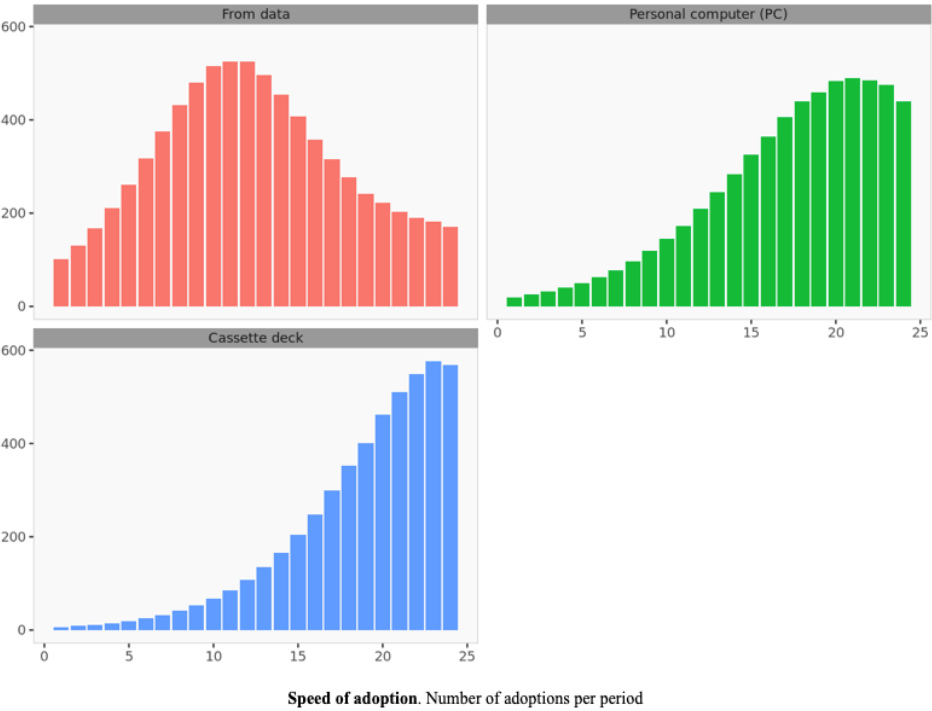 From data
Personal computer (PC)
600
400
200
0
0 5 10 15 20 25
Cassette deck
600
400
200
0
0 5 10 15 20 25
Speed of adoption. Number of adoptions per period